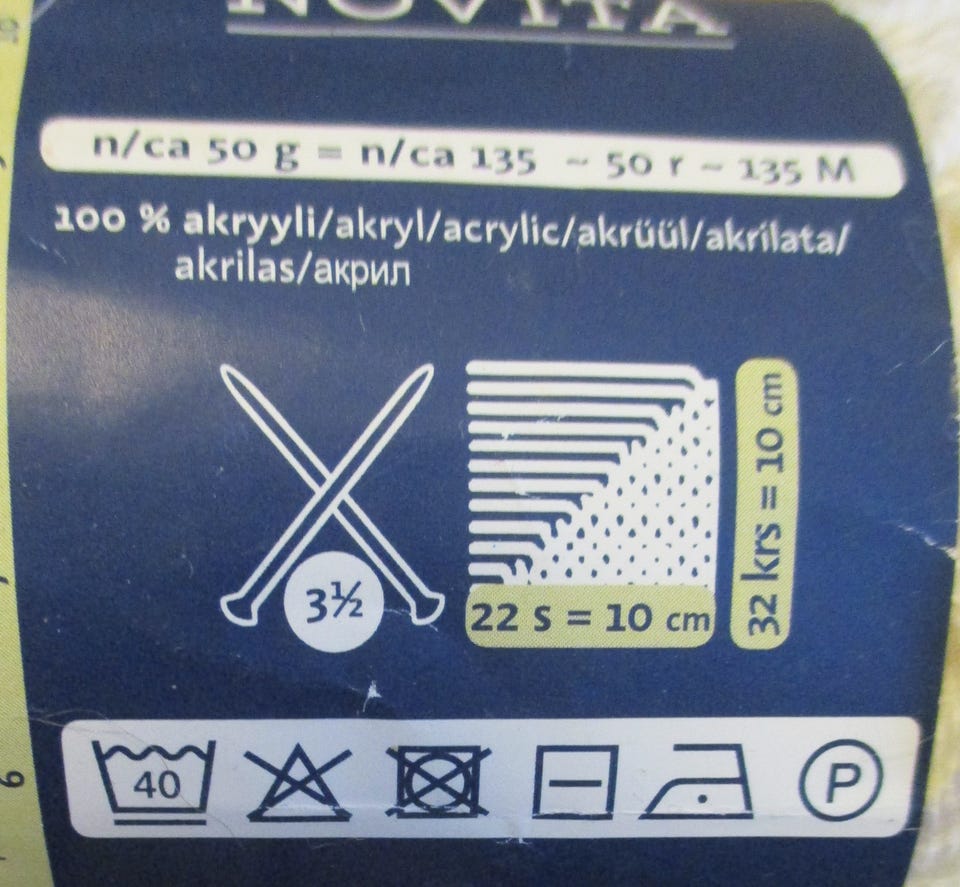 NOVITA
n/ca 50 g = n/ca 135 ~ 50 г ~ 135 М
100 % akryyli/akryl/acrylic/akrüül/akrilata/
akrilas/акрил
3½
22 s = 10 cm
32 krs = 10 cm
40
P
9